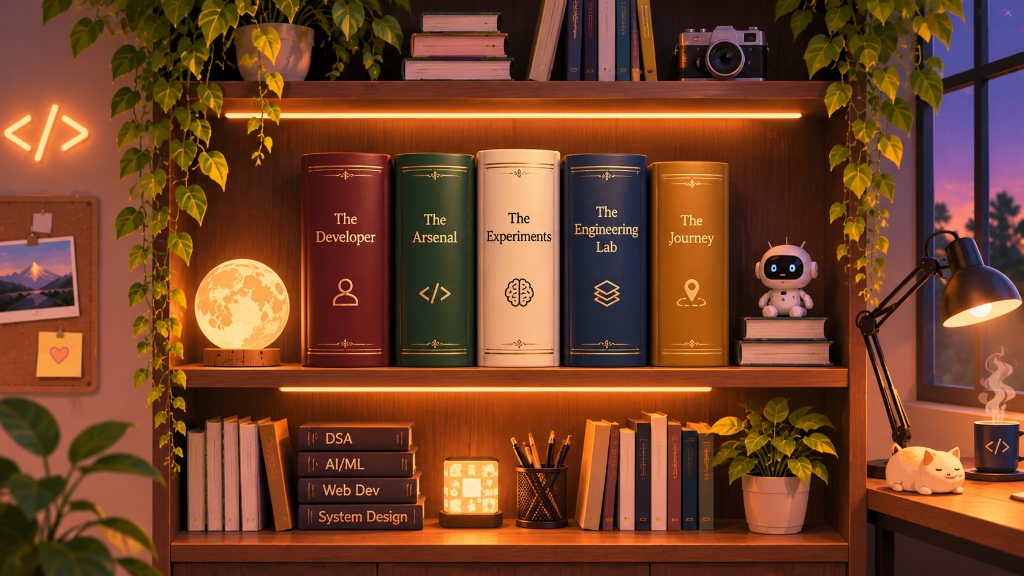 </>
The
Developer
The
Arsenal
</>
The
Experiments
The
Engineering
Lab
The
Journey
DSA
AI/ML
Web Dev
System Design
</>